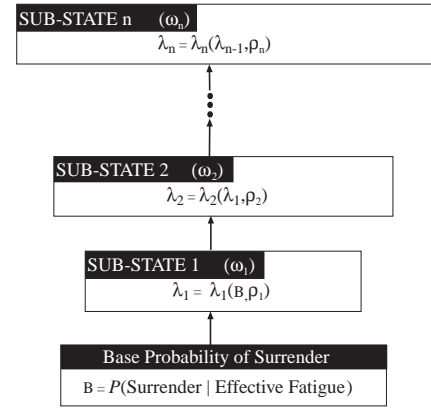 SUB-STATE n (ωn)
λn = λn(λn-1,ρn)
SUB-STATE 2 (ω2)
λ2 = λ2(λ1,ρ2)
SUB-STATE 1 (ω1)
λ1 = λ1(B,ρ1)
Base Probability of Surrender
B = P(Surrender | Effective Fatigue)